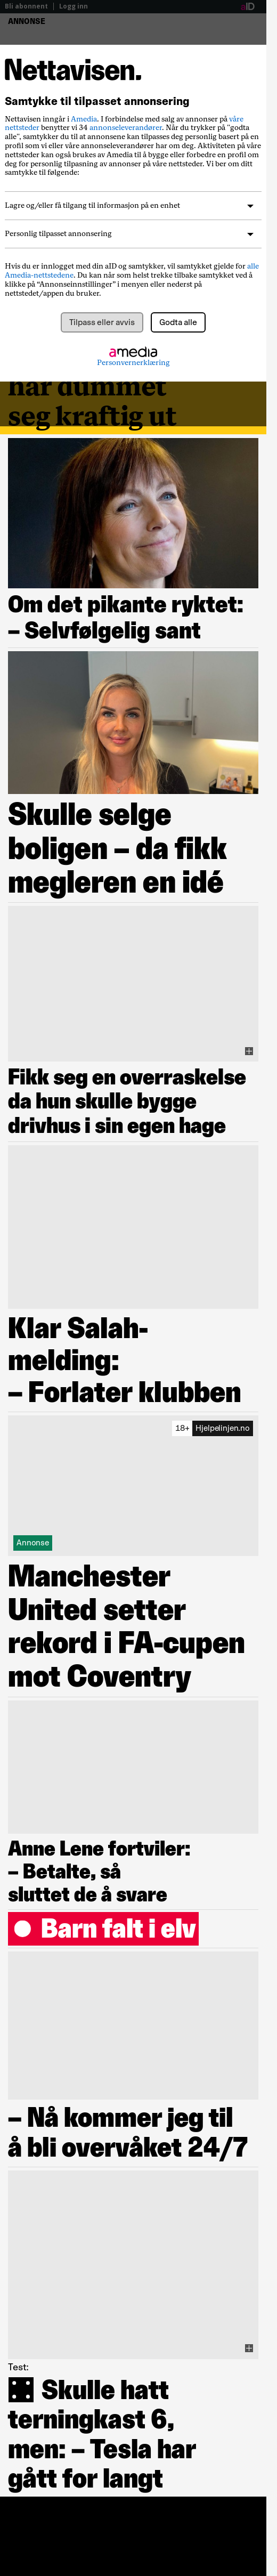 Bli abonnent | Logg inn
aID
ANNONSE
Nettavisen.
Samtykke til tilpasset annonsering
Nettavisen inngår i Amedia. I forbindelse med salg av annonser på våre
nettsteder benytter vi 34 annonseleverandører. Når du trykker på "godta
alle", samtykker du til at annonsene kan tilpasses deg personlig basert på en
profil som vi eller våre annonseleverandører har om deg. Aktiviteten på våre
nettsteder kan også brukes av Amedia til å bygge eller forbedre en profil om
deg for personlig tilpasning av annonser på våre nettsteder. Vi ber om ditt
samtykke til følgende:
Lagre og/eller få tilgang til informasjon på en enhet
Personlig tilpasset annonsering
Hvis du er innlogget med din aID og samtykker, vil samtykket gjelde for alle
Amedia-nettstedene. Du kan når som helst trekke tilbake samtykket ved å
klikke på “Annonseinnstillinger” i menyen eller nederst på
nettstedet/appen du bruker.
Tilpass eller avvis
Godta alle
amedia
Personvernerklæring
har dummet
seg kraftig ut
Om det pikante ryktet:
– Selvfølgelig sant
Skulle selge
boligen – da fikk
megleren en idé
Fikk seg en overraskelse
da hun skulle bygge
drivhus i sin egen hage
Klar Salah-
melding:
– Forlater klubben
18+ Hjelpelinjen.no
Annonse
Manchester
United setter
rekord i FA-cupen
mot Coventry
Anne Lene fortviler:
– Betalte, så
sluttet de å svare
Barn falt i elv
– Nå kommer jeg til
å bli overvåket 24/7
Test:
Skulle hatt
terningkast 6,
men: – Tesla har
gått for langt